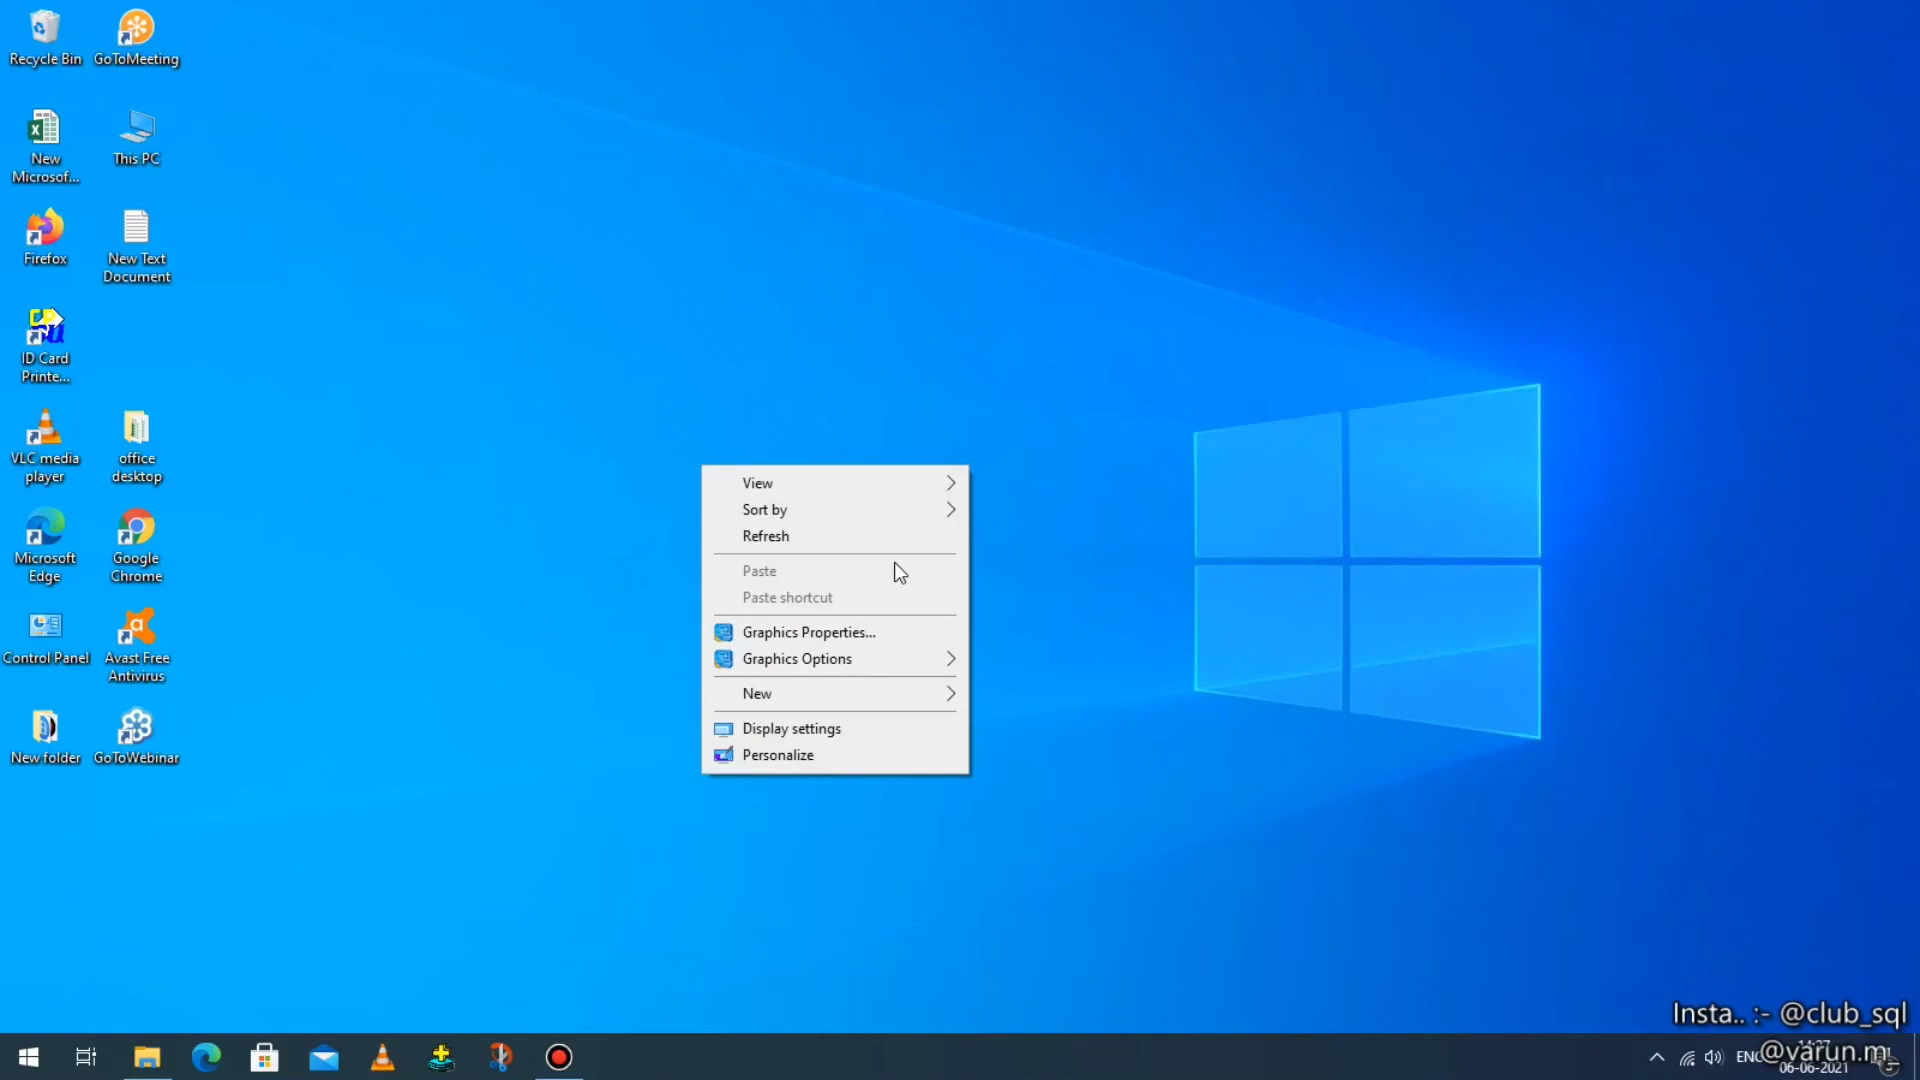 Recycle Bin
GoToMeeting
New
Microsof...
This PC
Firefox
New Text
Document
ID Card
Printe...
VLC media
player
office
desktop
Microsoft
Edge
Google
Chrome
Control Panel
Avast Free
Antivirus
New folder
GoToWebinar
View
Sort by
Refresh
Paste
Paste shortcut
Graphics Properties...
Graphics Options
New
Display settings
Personalize
Insta.. :- @club_sql
ENG
@varun.m
06-06-2021